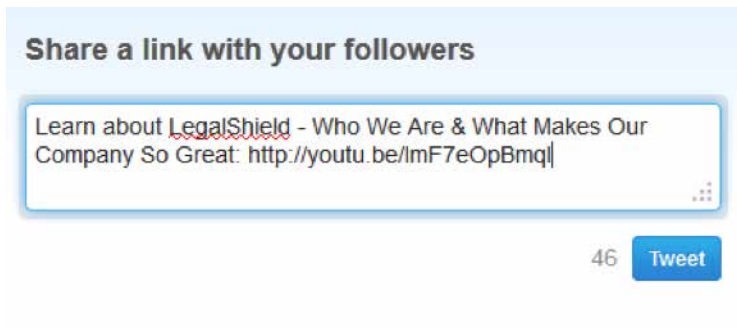 Share a link with your followers
Learn about LegalShield - Who We Are & What Makes Our
Company So Great: http://youtu.be/lmF7eOpBmqI
46 Tweet